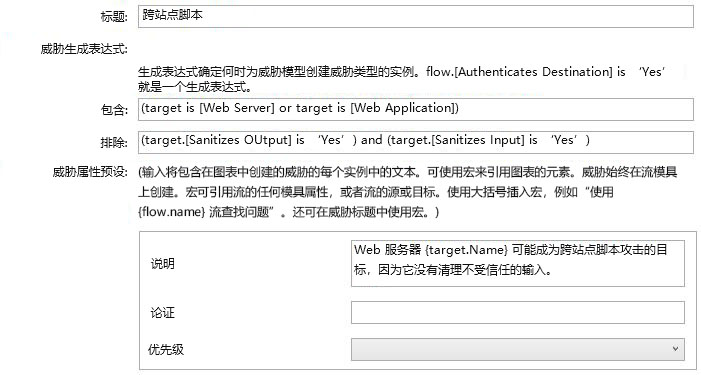 标题: 跨站点脚本
威胁生成表达式:
生成表达式确定何时为威胁模型创建威胁类型的实例。flow.[Authenticates Destination] is ‘Yes’
就是一个生成表达式。
包含: (target is [Web Server] or target is [Web Application])
排除: (target.[Sanitizes OUtput] is ‘Yes’) and (target.[Sanitizes Input] is ‘Yes’)
威胁属性预设: (输入将包含在图表中创建的威胁的每个实例中的文本。可使用宏来引用图表的元素。威胁始终在流模具
上创建。宏可引用流的任何模具属性，或者流的源或目标。使用大括号插入宏，例如“使用
{flow.name} 流查找问题”。还可在威胁标题中使用宏。)
说明 Web 服务器 {target.Name} 可能成为跨站点脚本攻击的目
标，因为它没有清理不受信任的输入。
论证
优先级